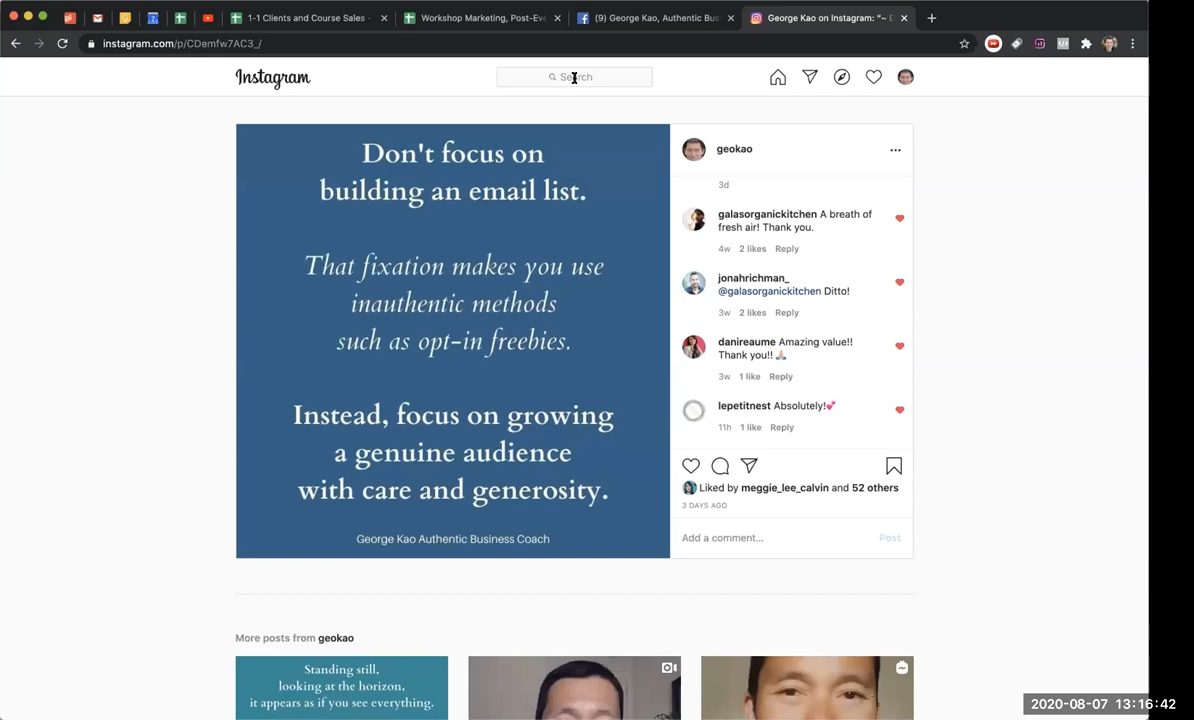 1-1 Clients and Course Sales -
Workshop Marketing, Post-Eve
(9) George Kao, Authentic Bus
George Kao on Instagram: "~ D
instagram.com/p/CDemfw7AC3_/
Instagram
Search
Don't focus on
building an email list.
That fixation makes you use
inauthentic methods
such as opt-in freebies.
Instead, focus on growing
a genuine audience
with care and generosity.
George Kao Authentic Business Coach
geokao
3d
galasorganickitchen A breath of
fresh air! Thank you.
4w 2 likes Reply
jonahrichman_
@galasorganickitchen Ditto!
3w 2 likes Reply
danireaume Amazing value!!
Thank you!! 🙏🏼
3w 1 like Reply
lepetitnest Absolutely!💕
11h 1 like Reply
Liked by meggie_lee_calvin and 52 others
3 DAYS AGO
Add a comment...
Post
More posts from geokao
Standing still,
looking at the horizon,
it appears as if you see everything.
2020-08-07 13:16:42